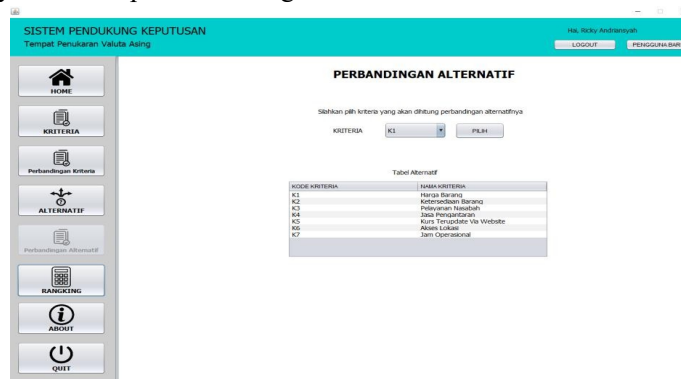 SISTEM PENDUKUNG KEPUTUSAN
Tempat Penukaran Valuta Asing
Hai, Ricky Andriansyah
LOGOUT
PENGGUNA BAR
HOME
KRITERIA
Perbandingan Kriteria
ALTERNATIF
Perbandingan Alternatif
RANGKING
ABOUT
QUIT
PERBANDINGAN ALTERNATIF
Silahkan pilih kriteria yang akan dihitung perbandingan alternatifnya
KRITERIA K1 PILIH
Tabel Alternatif
KODE KRITERIA NAMA KRITERIA
K1 Harga Barang
K2 Ketersediaan Barang
K3 Pelayanan Nasabah
K4 Jasa Pengantaran
K5 Kurs Terupdate Via Website
K6 Akses Lokasi
K7 Jam Operasional